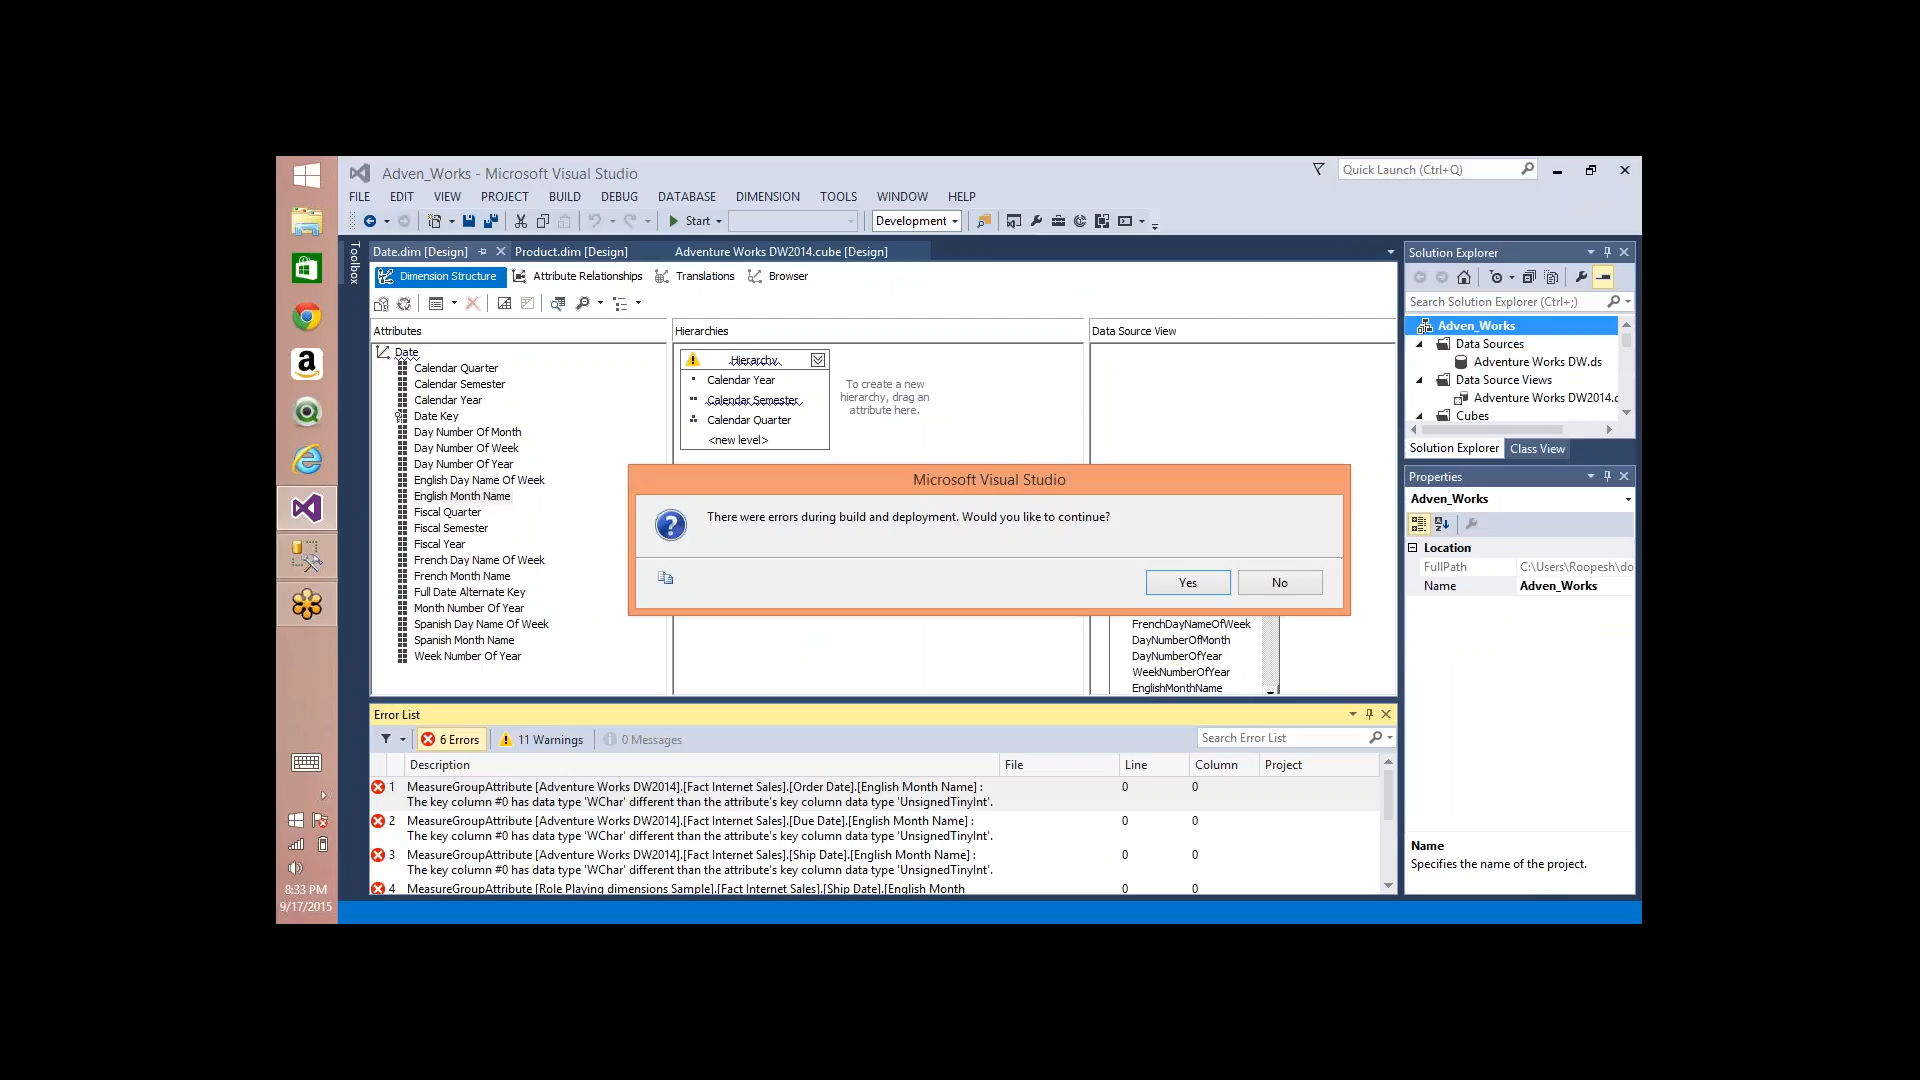 Adven_Works - Microsoft Visual Studio
Quick Launch (Ctrl+Q)
FILE EDIT VIEW PROJECT BUILD DEBUG DATABASE DIMENSION TOOLS WINDOW HELP
Start Development
Toolbox
Date.dim [Design] Product.dim [Design] Adventure Works DW2014.cube [Design]
Dimension Structure Attribute Relationships Translations Browser
Attributes
Date
Calendar Quarter
Calendar Semester
Calendar Year
Date Key
Day Number Of Month
Day Number Of Week
Day Number Of Year
English Day Name Of Week
English Month Name
Fiscal Quarter
Fiscal Semester
Fiscal Year
French Day Name Of Week
French Month Name
Full Date Alternate Key
Month Number Of Year
Spanish Day Name Of Week
Spanish Month Name
Week Number Of Year
Hierarchies
Hierarchy
Calendar Year
Calendar Semester
Calendar Quarter
<new level>
To create a new
hierarchy, drag an
attribute here.
Data Source View
FrenchDayNameOfWeek
DayNumberOfMonth
DayNumberOfYear
WeekNumberOfYear
EnglishMonthName
Microsoft Visual Studio
There were errors during build and deployment. Would you like to continue?
Yes No
Solution Explorer
Search Solution Explorer (Ctrl+;)
Adven_Works
Data Sources
Adventure Works DW.ds
Data Source Views
Adventure Works DW2014.c
Cubes
Solution Explorer Class View
Properties
Adven_Works
Location
FullPath C:\Users\Roopesh\do
Name Adven_Works
Name
Specifies the name of the project.
Error List
6 Errors 11 Warnings 0 Messages
Search Error List
Description File Line Column Project
1 MeasureGroupAttribute [Adventure Works DW2014].[Fact Internet Sales].[Order Date].[English Month Name] : 0 0
The key column #0 has data type 'WChar' different than the attribute's key column data type 'UnsignedTinyInt'.
2 MeasureGroupAttribute [Adventure Works DW2014].[Fact Internet Sales].[Due Date].[English Month Name] : 0 0
The key column #0 has data type 'WChar' different than the attribute's key column data type 'UnsignedTinyInt'.
3 MeasureGroupAttribute [Adventure Works DW2014].[Fact Internet Sales].[Ship Date].[English Month Name] : 0 0
The key column #0 has data type 'WChar' different than the attribute's key column data type 'UnsignedTinyInt'.
4 MeasureGroupAttribute [Role Playing dimensions Sample].[Fact Internet Sales].[Ship Date].[English Month 0 0
8:33 PM
9/17/2015